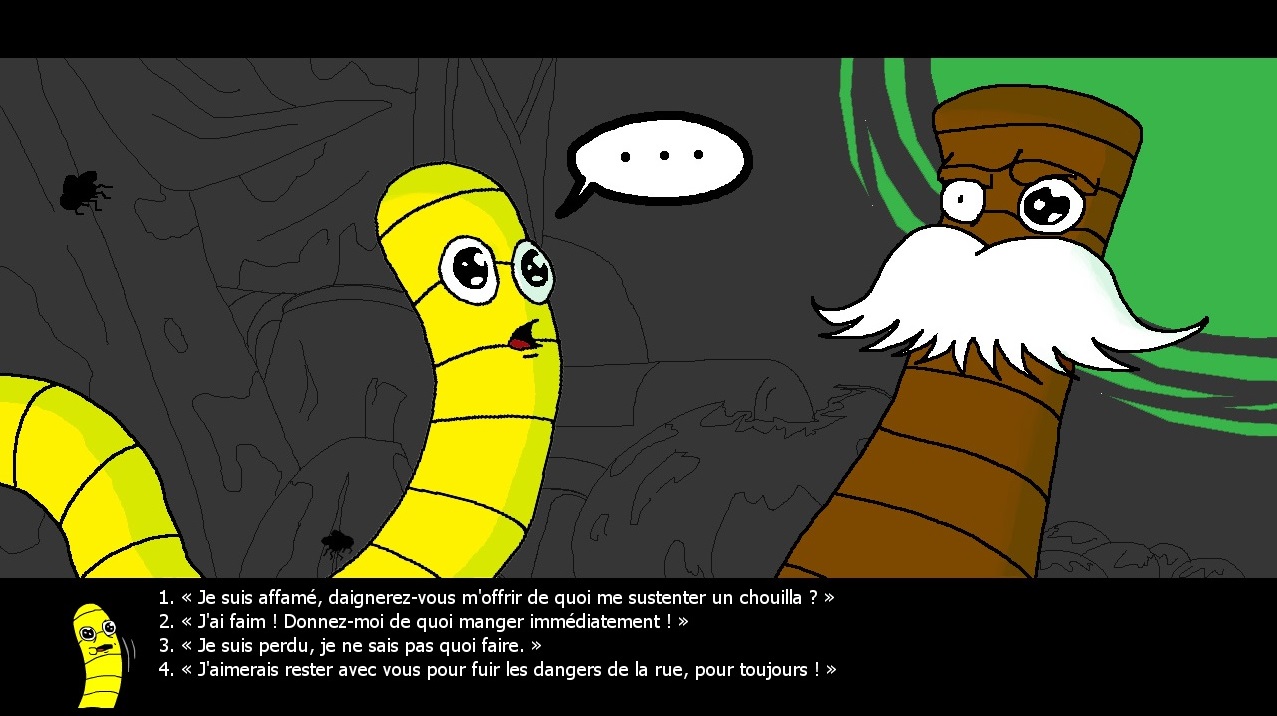 ...
1. « Je suis affamé, daignerez-vous m'offrir de quoi me sustenter un chouilla ? »
2. « J'ai faim ! Donnez-moi de quoi manger immédiatement ! »
3. « Je suis perdu, je ne sais pas quoi faire. »
4. « J'aimerais rester avec vous pour fuir les dangers de la rue, pour toujours ! »